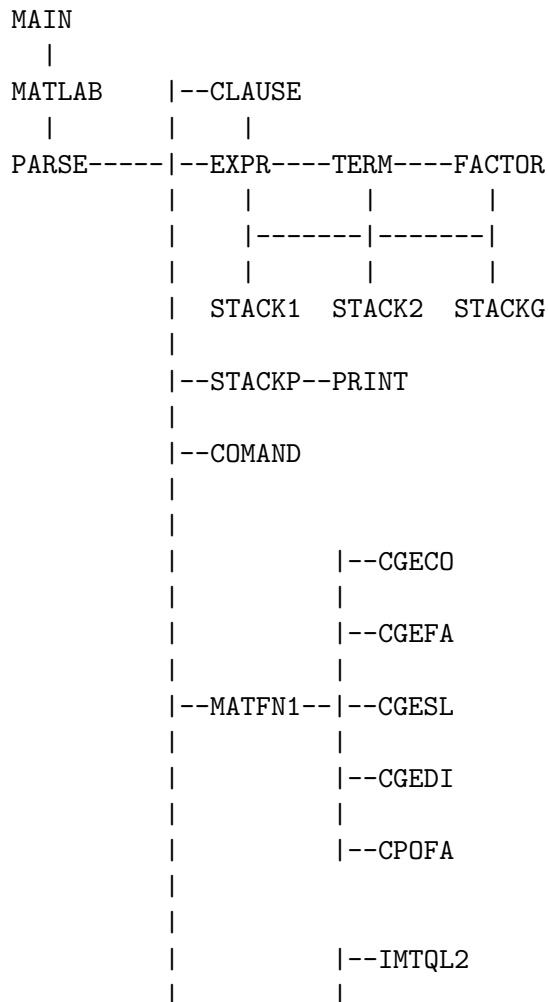 MAIN
  |
MATLAB     |--CLAUSE
  |        |    |
PARSE-----|--EXPR----TERM----FACTOR
           |    |       |       |
           |    |-------|-------|
           |    |       |       |
           |  STACK1  STACK2  STACKG
           |
           |--STACKP--PRINT
           |
           |--COMAND
           |
           |
           |          |--CGECO
           |          |
           |          |--CGEFA
           |          |
           |--MATFN1--|--CGESL
           |          |
           |          |--CGEDI
           |          |
           |          |--CPOFA
           |
           |
           |          |--IMTQL2
           |          |